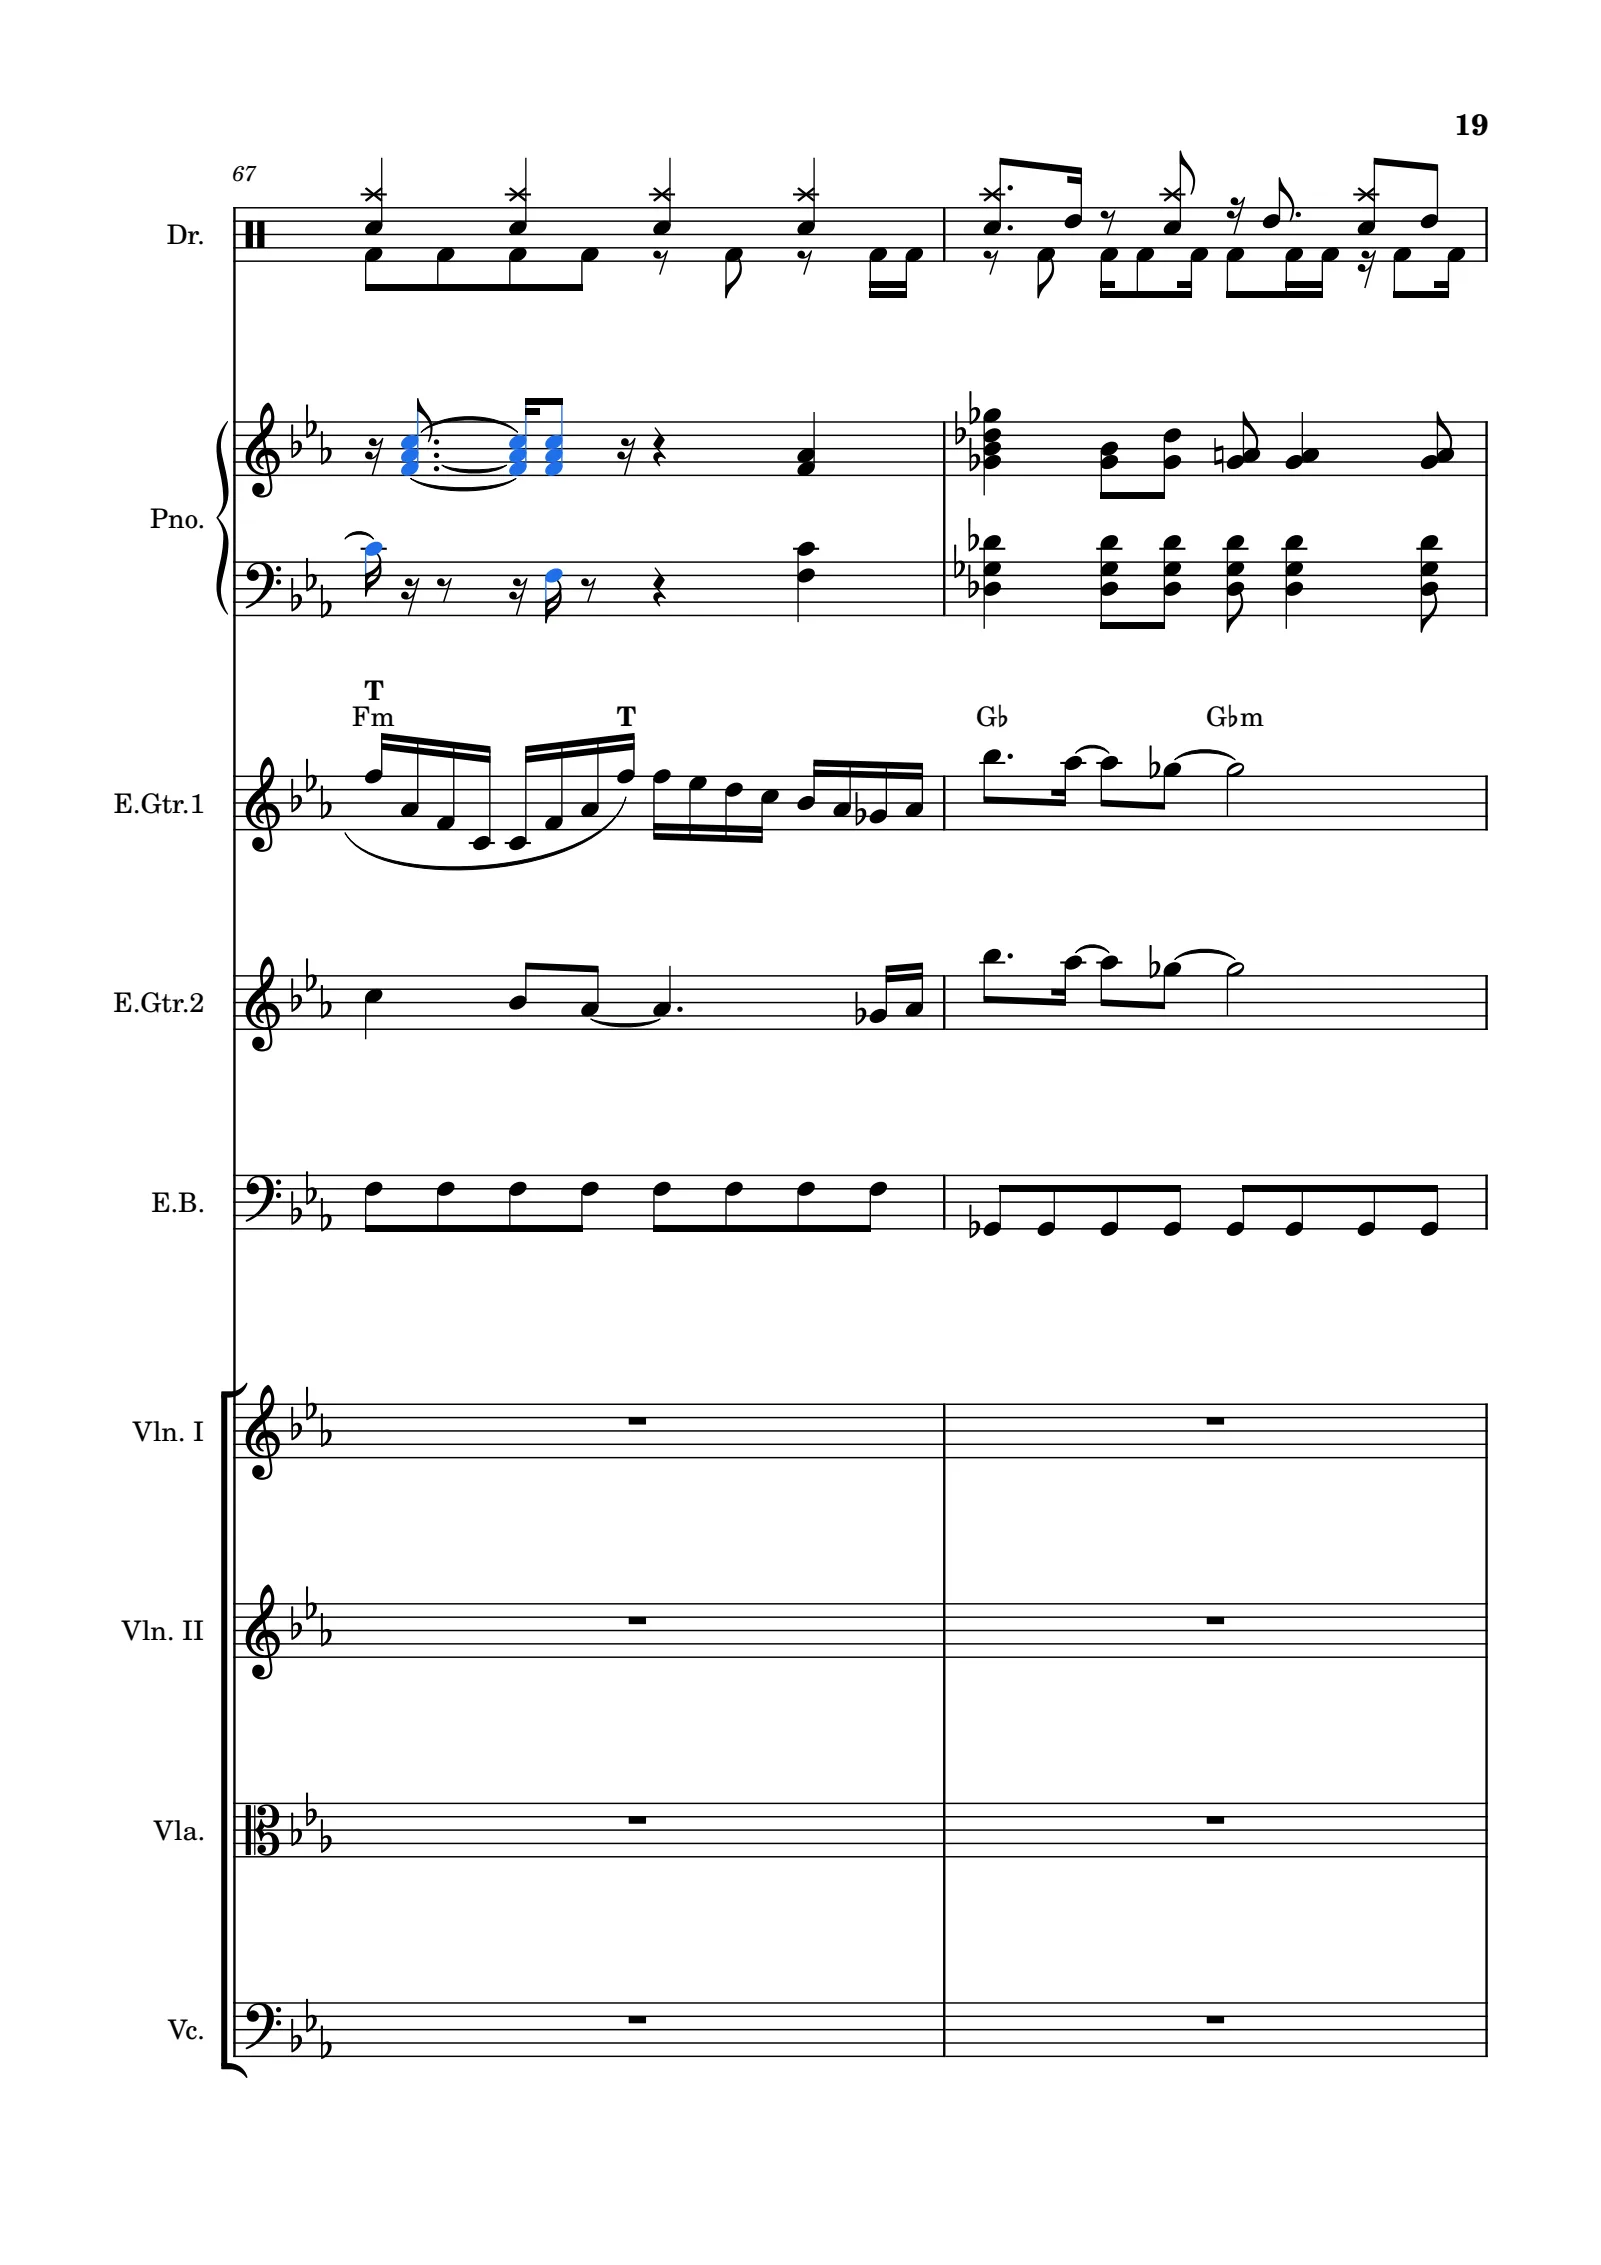 19
67
Dr.
Pno.
T
Fm T G♭ G♭m
E.Gtr.1
E.Gtr.2
E.B.
Vln. I
Vln. II
Vla.
Vc.